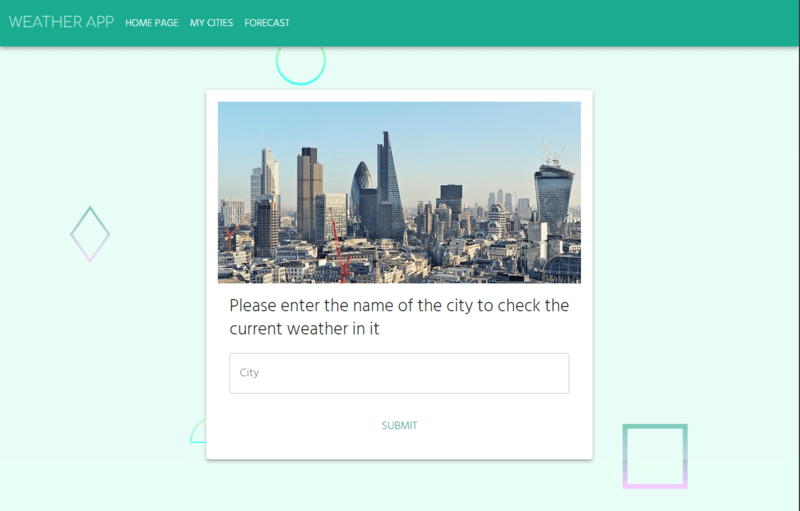 WEATHER APP HOME PAGE MY CITIES FORECAST
Please enter the name of the city to check the
current weather in it
City
SUBMIT